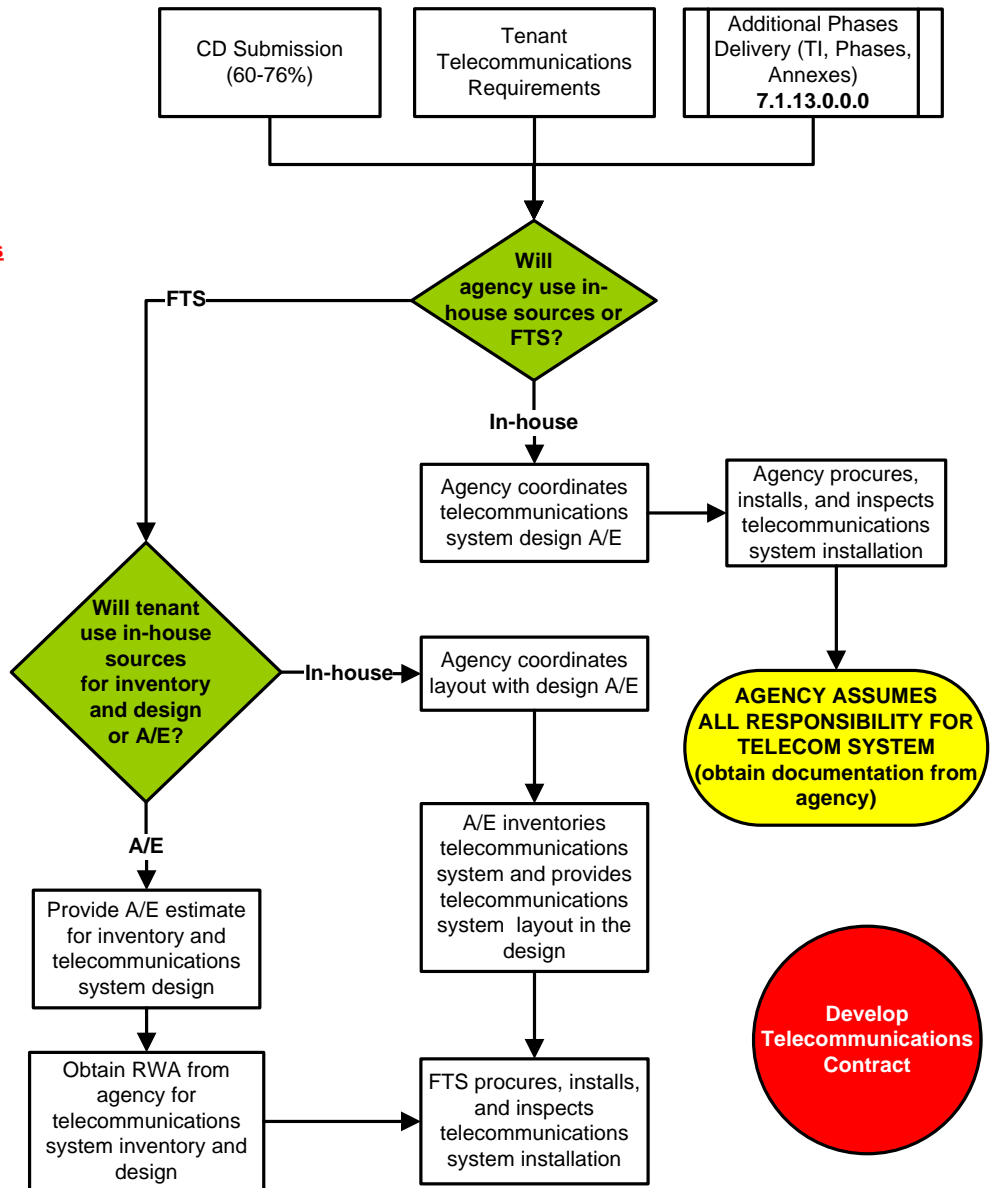 CD Submission
(60-76%)
Tenant
Telecommunications
Requirements
Additional Phases
Delivery (TI, Phases,
Annexes)
7.1.13.0.0.0
s
Will
agency use in-
house sources or
FTS?
FTS
In-house
Agency coordinates
telecommunications
system design A/E
Agency procures,
installs, and inspects
telecommunications
system installation
Will tenant
use in-house
sources
for inventory
and design
or A/E?
In-house
Agency coordinates
layout with design A/E
AGENCY ASSUMES
ALL RESPONSIBILITY FOR
TELECOM SYSTEM
(obtain documentation from
agency)
A/E
A/E inventories
telecommunications
system and provides
telecommunications
system layout in the
design
Provide A/E estimate
for inventory and
telecommunications
system design
Develop
Telecommunications
Contract
Obtain RWA from
agency for
telecommunications
system inventory and
design
FTS procures, installs,
and inspects
telecommunications
system installation